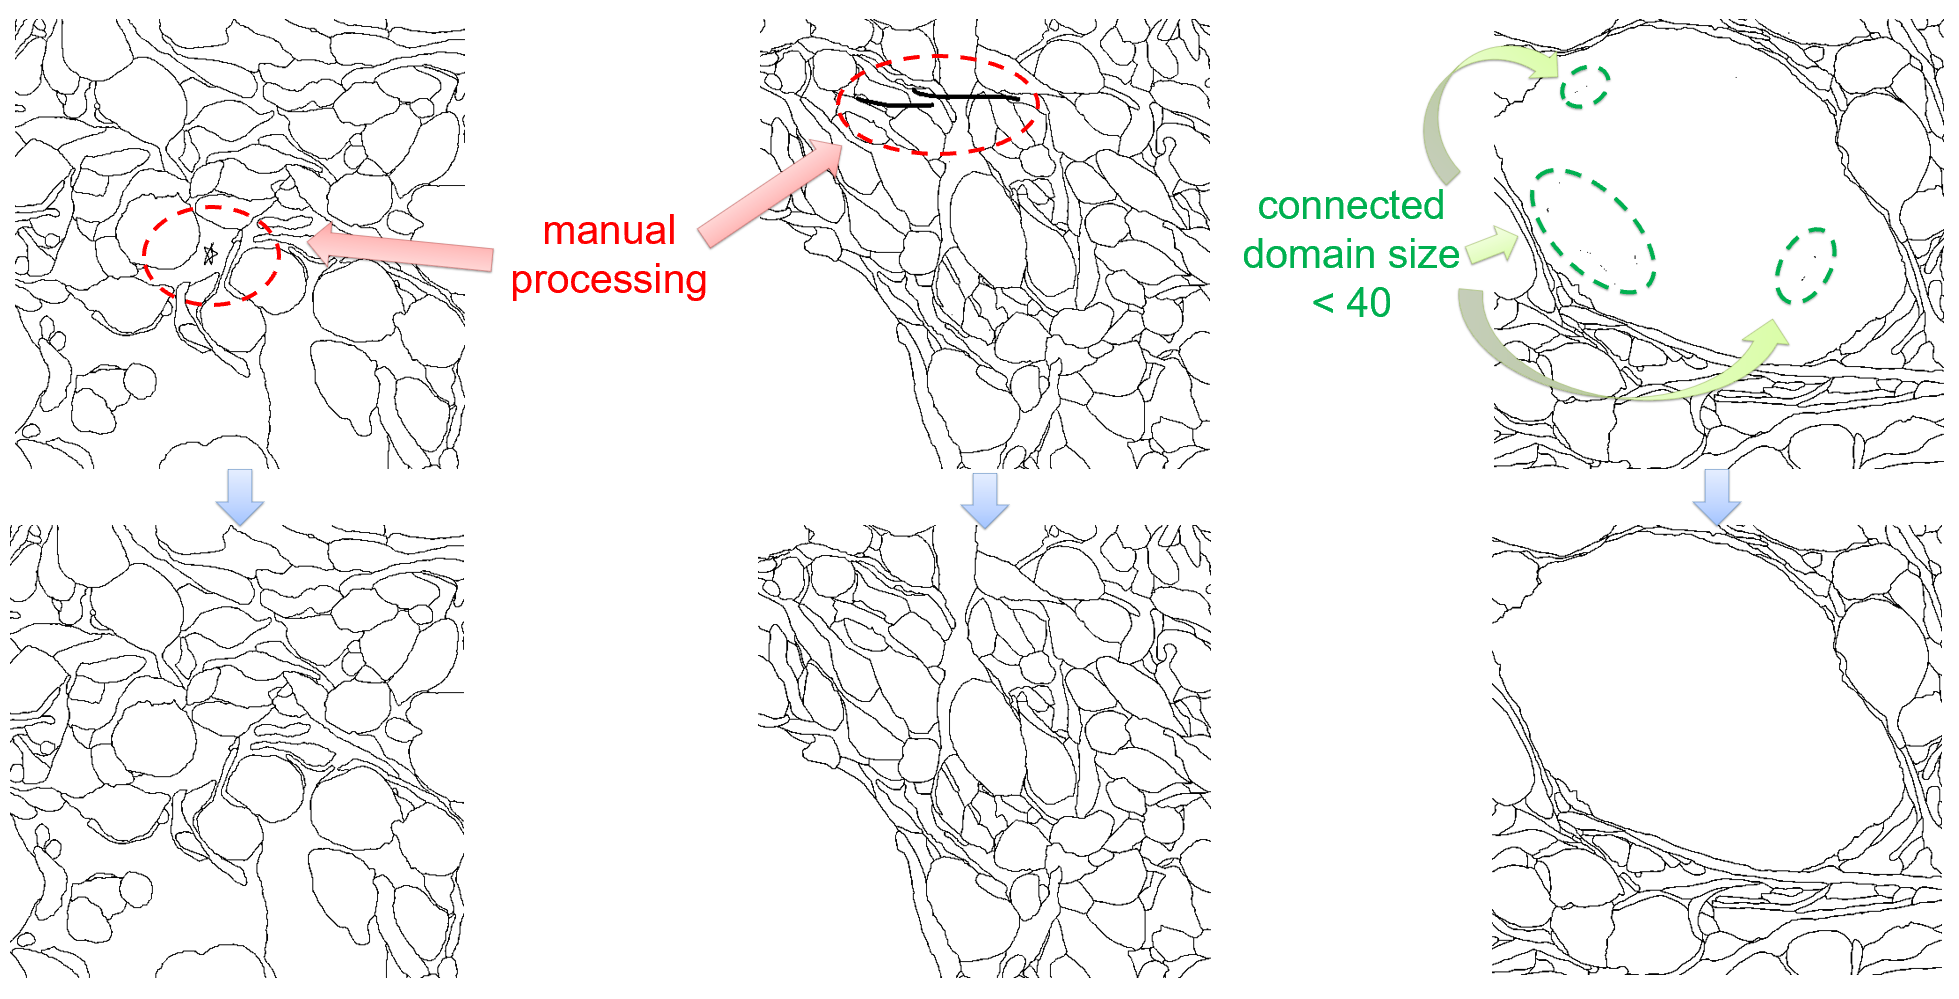 manual
processing
connected
domain size
< 40